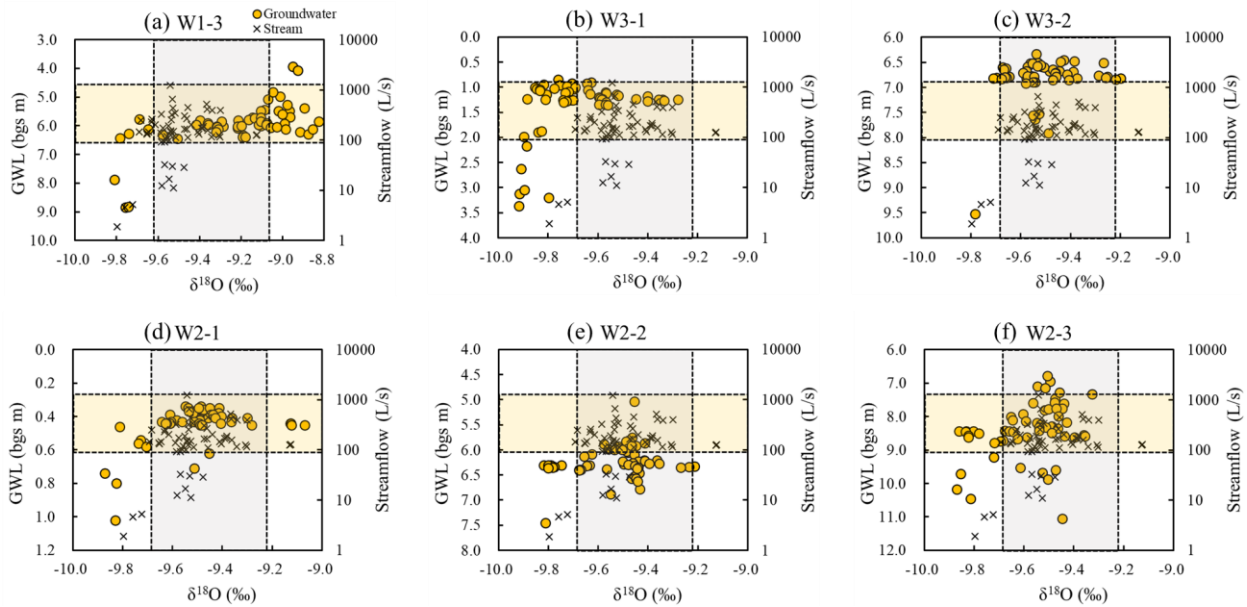 (a) W1-3
Groundwater
Stream
GWL (bgs m)
3.0
4.0
5.0
6.0
7.0
8.0
9.0
10.0
-10.0 -9.8 -9.6 -9.4 -9.2 -9.0 -8.8
δ18O (‰)
10000
1000
100
10
1
Streamflow (L/s)
(b) W3-1
GWL (bgs m)
0.0
0.5
1.0
1.5
2.0
2.5
3.0
3.5
4.0
-10.0 -9.8 -9.6 -9.4 -9.2 -9.0
δ18O (‰)
10000
1000
100
10
1
Streamflow (L/s)
(c) W3-2
GWL (bgs m)
6.0
6.5
7.0
7.5
8.0
8.5
9.0
9.5
10.0
-10.0 -9.8 -9.6 -9.4 -9.2 -9.0
δ18O (‰)
10000
1000
100
10
1
Streamflow (L/s)
(d) W2-1
GWL (bgs m)
0.0
0.2
0.4
0.6
0.8
1.0
1.2
-10.0 -9.8 -9.6 -9.4 -9.2 -9.0
δ18O (‰)
10000
1000
100
10
1
Streamflow (L/s)
(e) W2-2
GWL (bgs m)
4.0
4.5
5.0
5.5
6.0
6.5
7.0
7.5
8.0
-10.0 -9.8 -9.6 -9.4 -9.2 -9.0
δ18O (‰)
10000
1000
100
10
1
Streamflow (L/s)
(f) W2-3
GWL (bgs m)
6.0
7.0
8.0
9.0
10.0
11.0
12.0
-10.0 -9.8 -9.6 -9.4 -9.2 -9.0
δ18O (‰)
10000
1000
100
10
1
Streamflow (L/s)